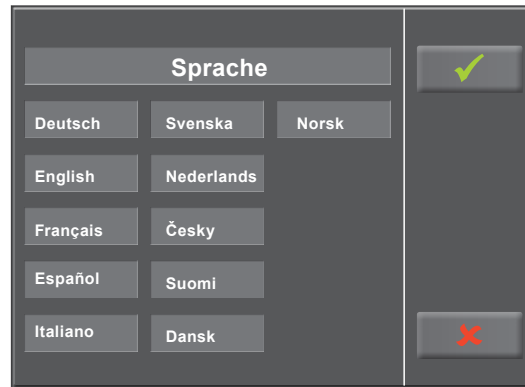 Sprache
Deutsch Svenska Norsk
English Nederlands
Français Česky
Español Suomi
Italiano Dansk